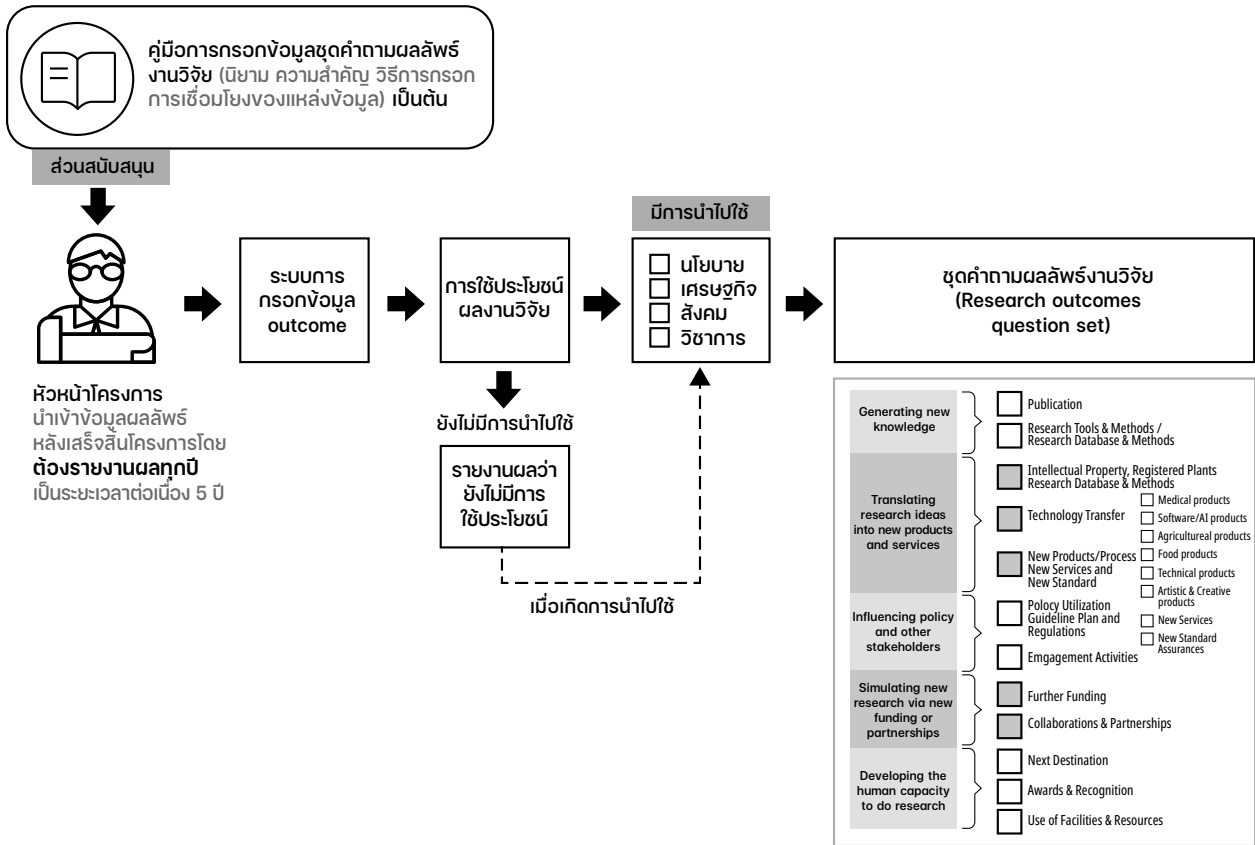 คู่มือการกรอกข้อมูลชุดคำถามผลลัพธ์
งานวิจัย (นิยาม ความสำคัญ วิธีการกรอก
การเชื่อมโยงของแหล่งข้อมูล) เป็นต้น
ส่วนสนับสนุน
หัวหน้าโครงการ
นำเข้าข้อมูลผลลัพธ์
หลังเสร็จสิ้นโครงการโดย
ต้องรายงานผลทุกปี
เป็นระยะเวลาต่อเนื่อง 5 ปี
ระบบการ
กรอกข้อมูล
outcome
การใช้ประโยชน์
ผลงานวิจัย
ยังไม่มีการนำไปใช้
รายงานผลว่า
ยังไม่มีการ
ใช้ประโยชน์
เมื่อเกิดการนำไปใช้
มีการนำไปใช้
นโยบาย
เศรษฐกิจ
สังคม
วิชาการ
ชุดคำถามผลลัพธ์งานวิจัย
(Research outcomes
question set)
Generating new
knowledge
Publication
Research Tools & Methods /
Research Database & Methods
Translating
research ideas
into new products
and services
Intellectual Property, Registered Plants
Research Database & Methods
Technology Transfer
New Products/Process
New Services and
New Standard
Medical products
Software/AI products
Agricultureal products
Food products
Technical products
Artistic & Creative
products
New Services
New Standard
Assurances
Influencing policy
and other
stakeholders
Polocy Utilization
Guideline Plan and
Regulations
Emgagement Activities
Simulating new
research via new
funding or
partnerships
Further Funding
Collaborations & Partnerships
Developing the
human capacity
to do research
Next Destination
Awards & Recognition
Use of Facilities & Resources